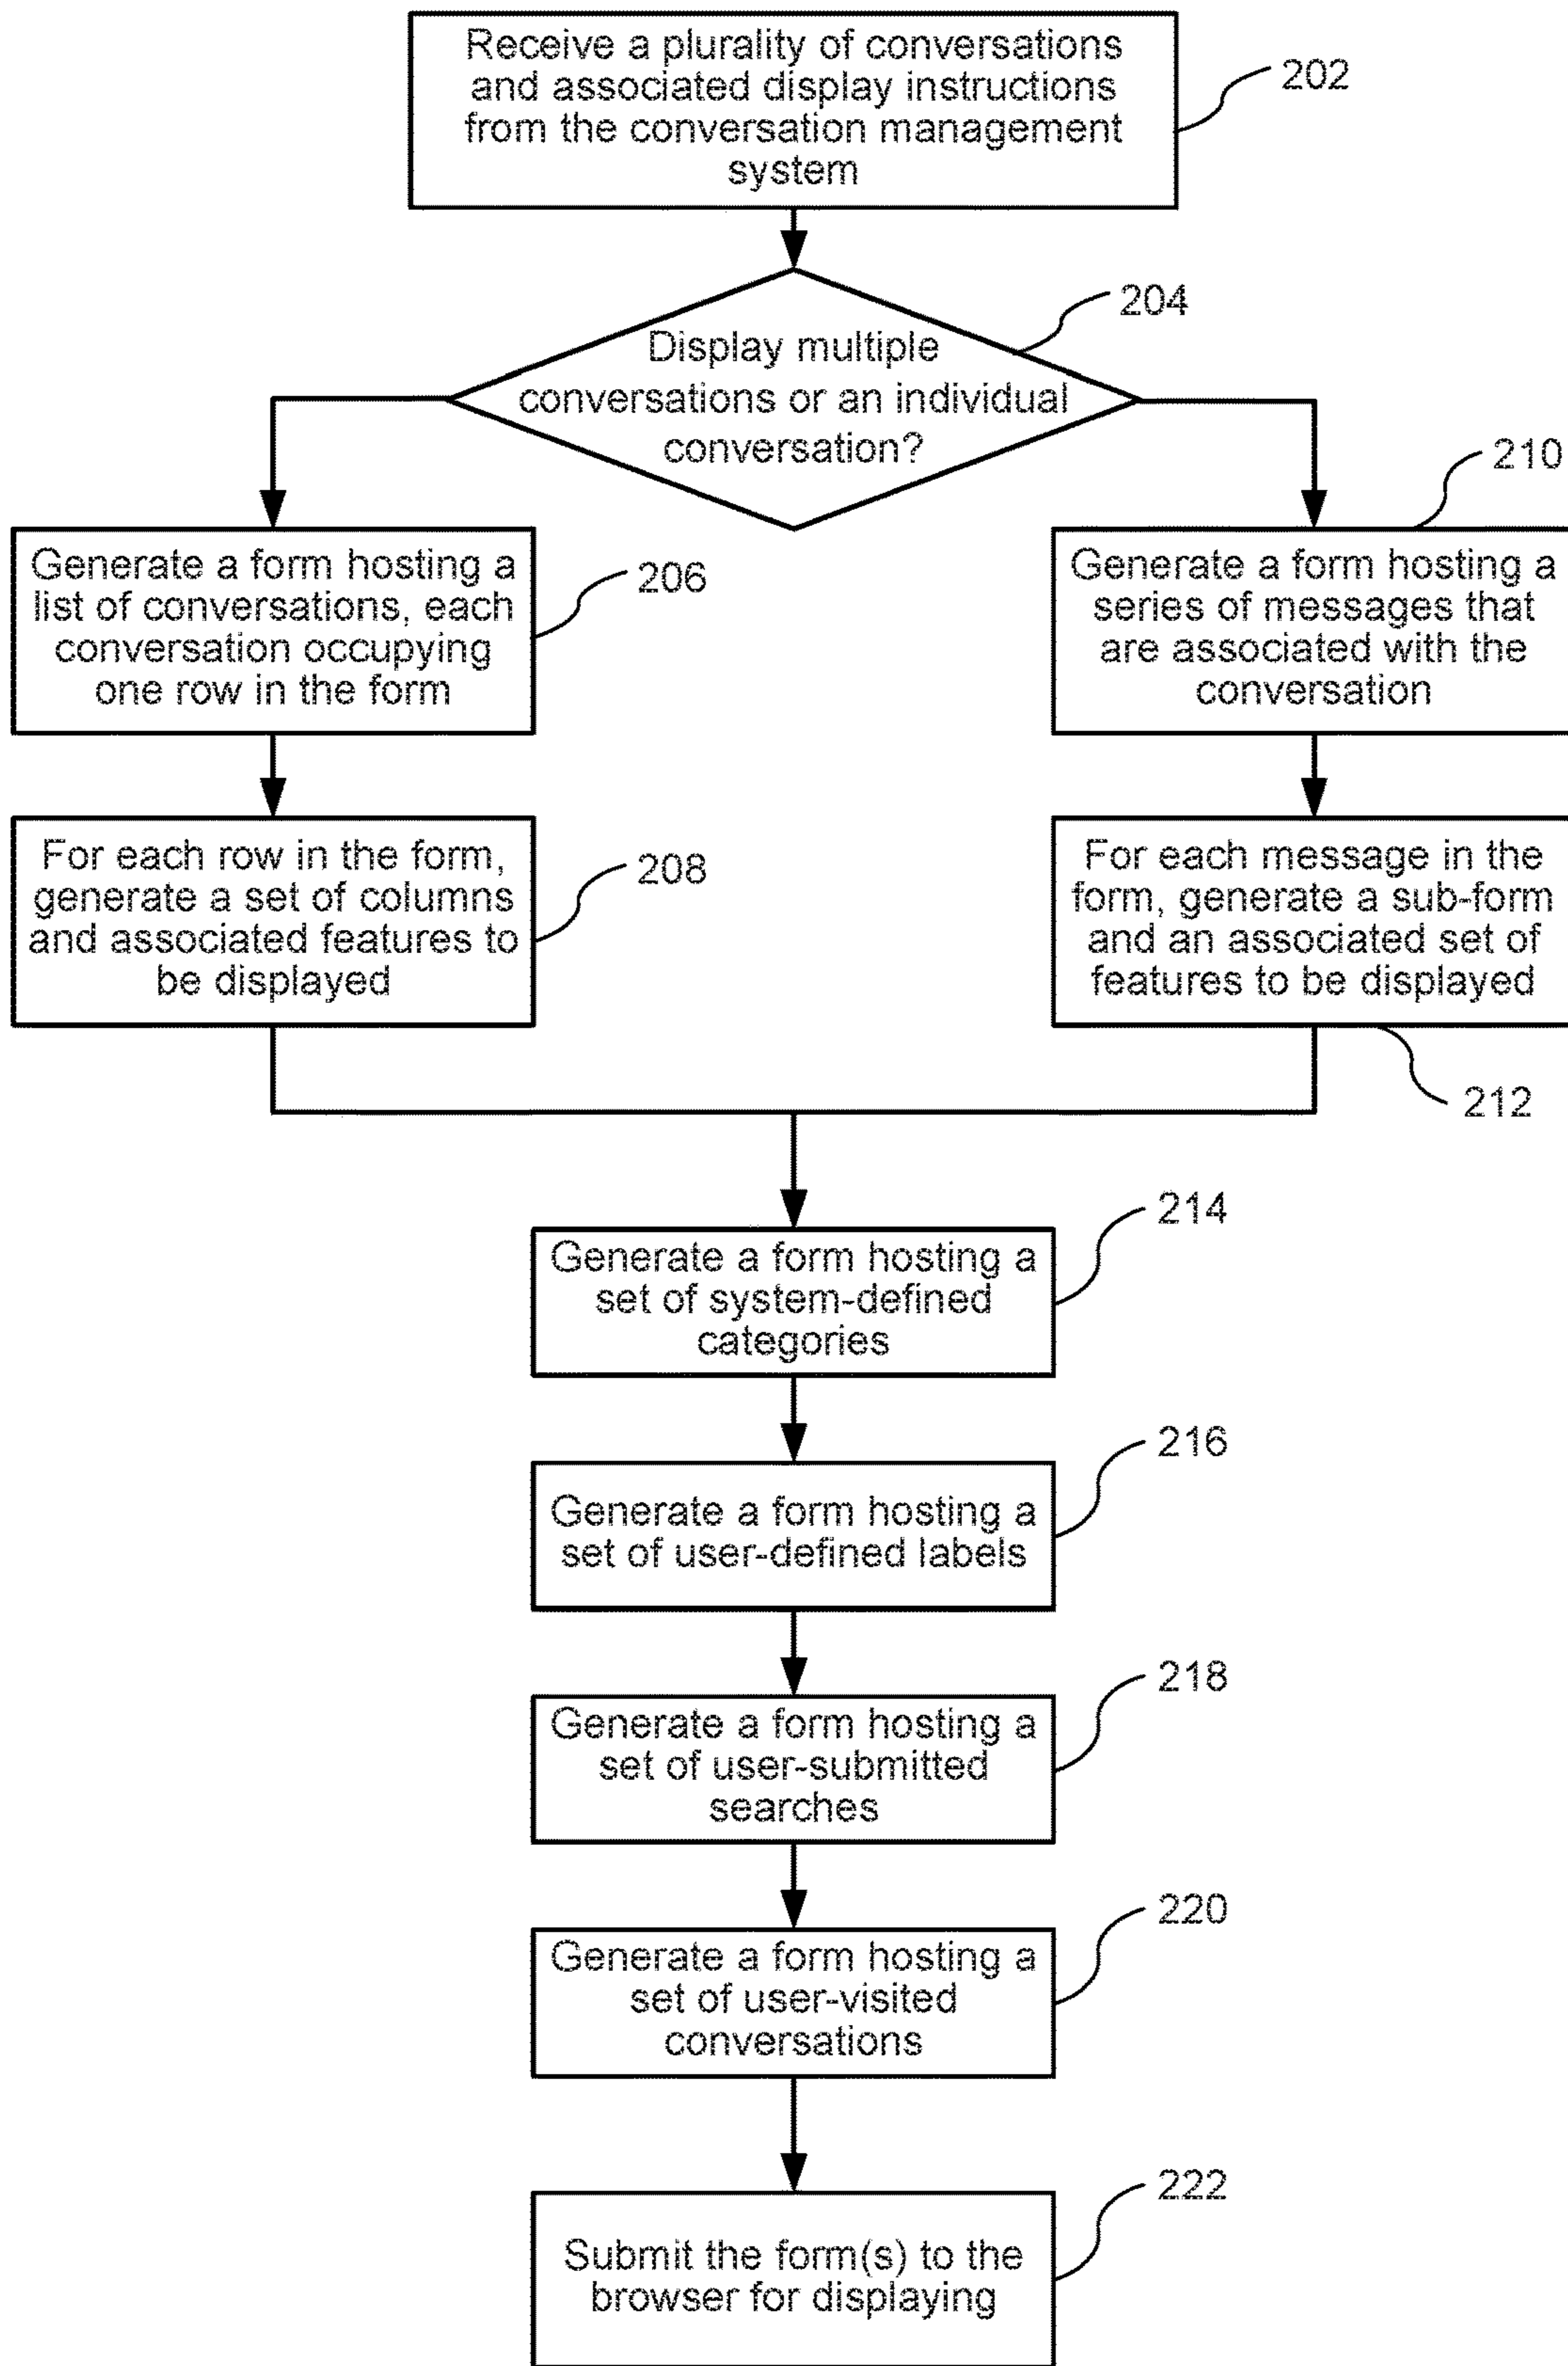 Receive a plurality of conversations
and associated display instructions
from the conversation management
system
202
204
Display multiple
conversations or an individual
conversation?
210
Generate a form hosting a
list of conversations, each
conversation occupying
one row in the form
206
Generate a form hosting a
series of messages that
are associated with the
conversation
For each row in the form,
generate a set of columns
and associated features to
be displayed
208
For each message in the
form, generate a sub-form
and an associated set of
features to be displayed
212
214
Generate a form hosting a
set of system-defined
categories
216
Generate a form hosting a
set of user-defined labels
218
Generate a form hosting a
set of user-submitted
searches
220
Generate a form hosting a
set of user-visited
conversations
222
Submit the form(s) to the
browser for displaying